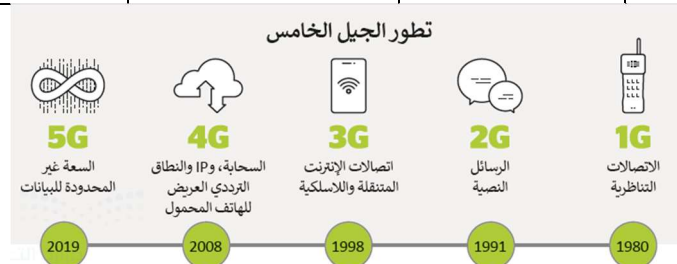 تطور الجيل الخامس
1G
الاتصالات
التناظرية
1980
2G
الرسائل
النصية
1991
3G
اتصالات الإنترنت
المتنقلة واللاسلكية
1998
4G
السحابة، وIP والنطاق
الترددي العريض
للهاتف المحمول
2008
5G
السعة غير
المحدودة للبيانات
2019